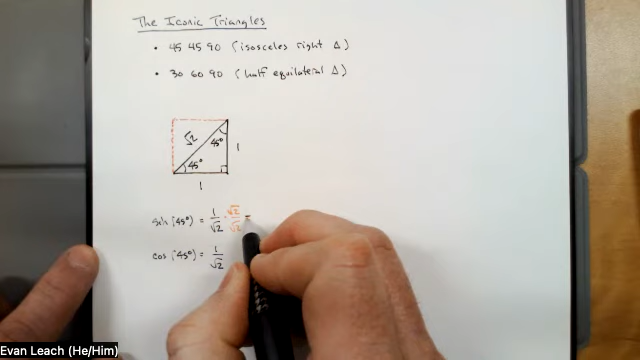 The Iconic Triangles
• 45 45 90 (isosceles right Δ)
• 30 60 90 (half equilateral Δ)
√2
45°
45°
1
1
sin(45°) = 1/√2 · √2/√2 =
cos(45°) = 1/√2
Evan Leach (He/Him)